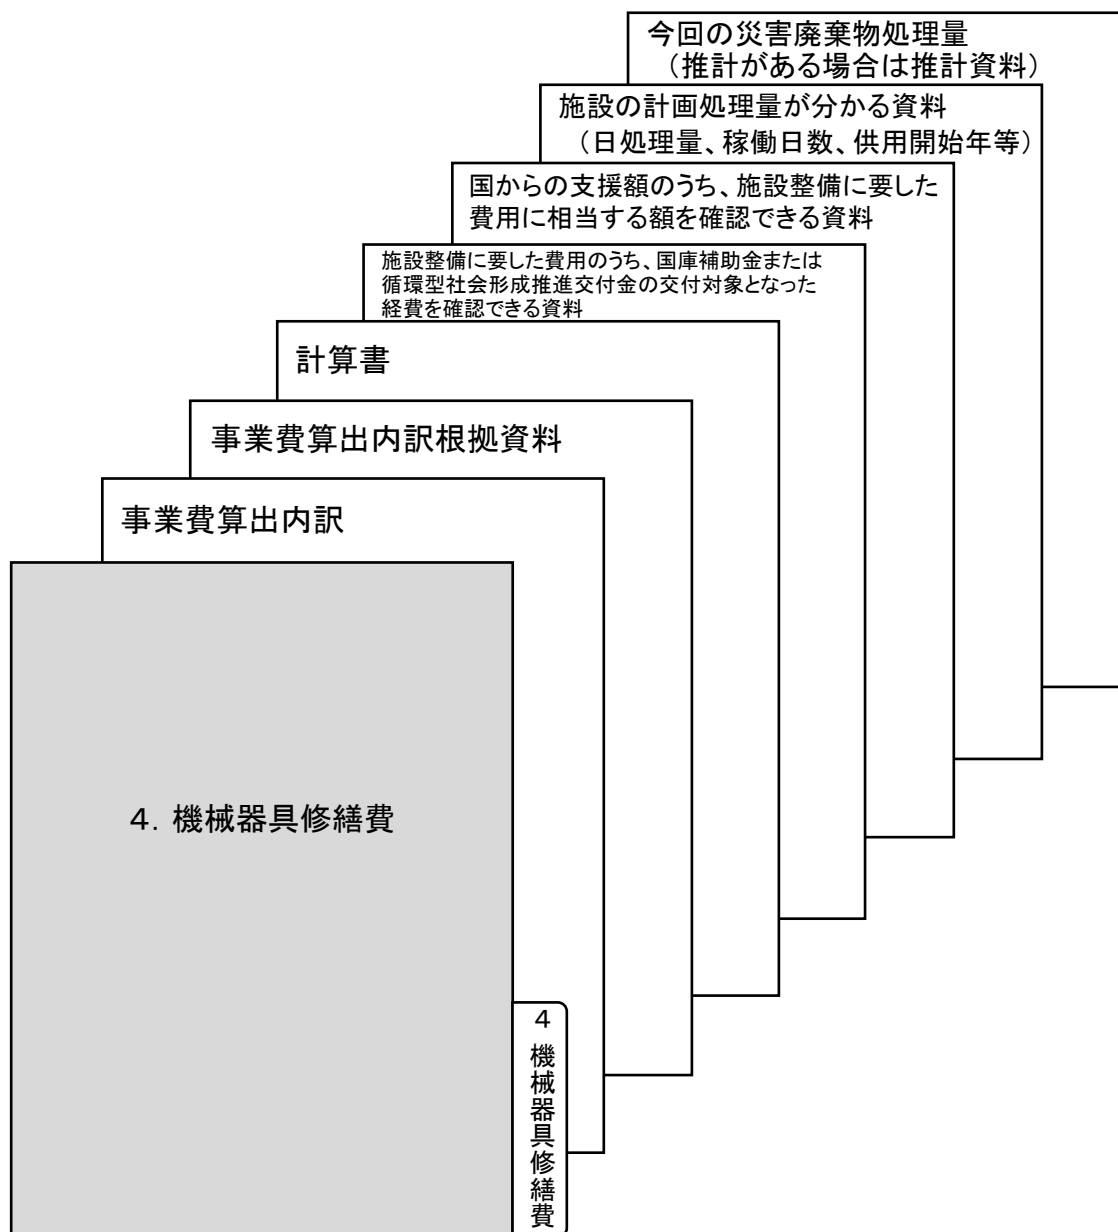 今回の災害廃棄物処理量
（推計がある場合は推計資料）
施設の計画処理量が分かる資料
（日処理量、稼働日数、供用開始年等）
国からの支援額のうち、施設整備に要した
費用に相当する額を確認できる資料
施設整備に要した費用のうち、国庫補助金または
循環型社会形成推進交付金の交付対象となった
経費を確認できる資料
計算書
事業費算出内訳根拠資料
事業費算出内訳
４．機械器具修繕費
４ 機械器具修繕費